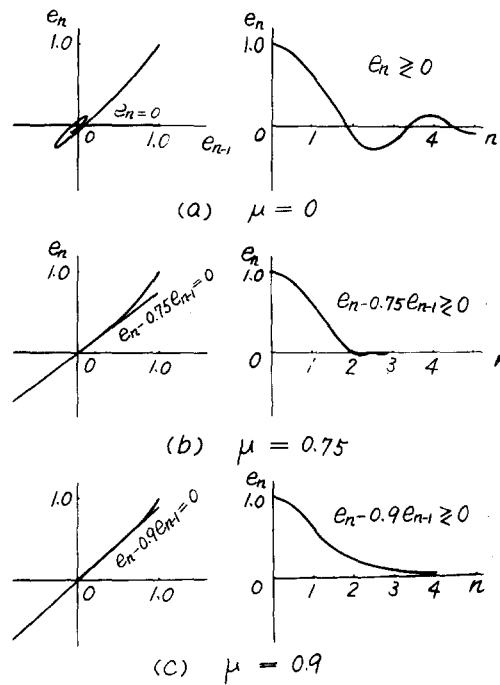 eₙ
1.0
eₙ=0
0
1.0
eₙ₋₁
eₙ
1.0
eₙ ≷ 0
0
1
4
n
(a) μ = 0
eₙ
1.0
eₙ-0.75eₙ₋₁=0
0
1.0
eₙ
1.0
eₙ-0.75eₙ₋₁≷0
0
1
2
3
4
(b) μ = 0.75
1.0
eₙ-0.9eₙ₋₁=0
0
1.0
eₙ
1.0
eₙ-0.9eₙ₋₁≷0
0
1
2
3
4
n
(c) μ = 0.9